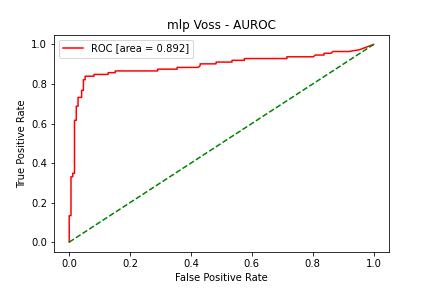 mlp Voss - AUROC
ROC [area = 0.892]
True Positive Rate
1.0
0.8
0.6
0.4
0.2
0.0
0.0 0.2 0.4 0.6 0.8 1.0
False Positive Rate